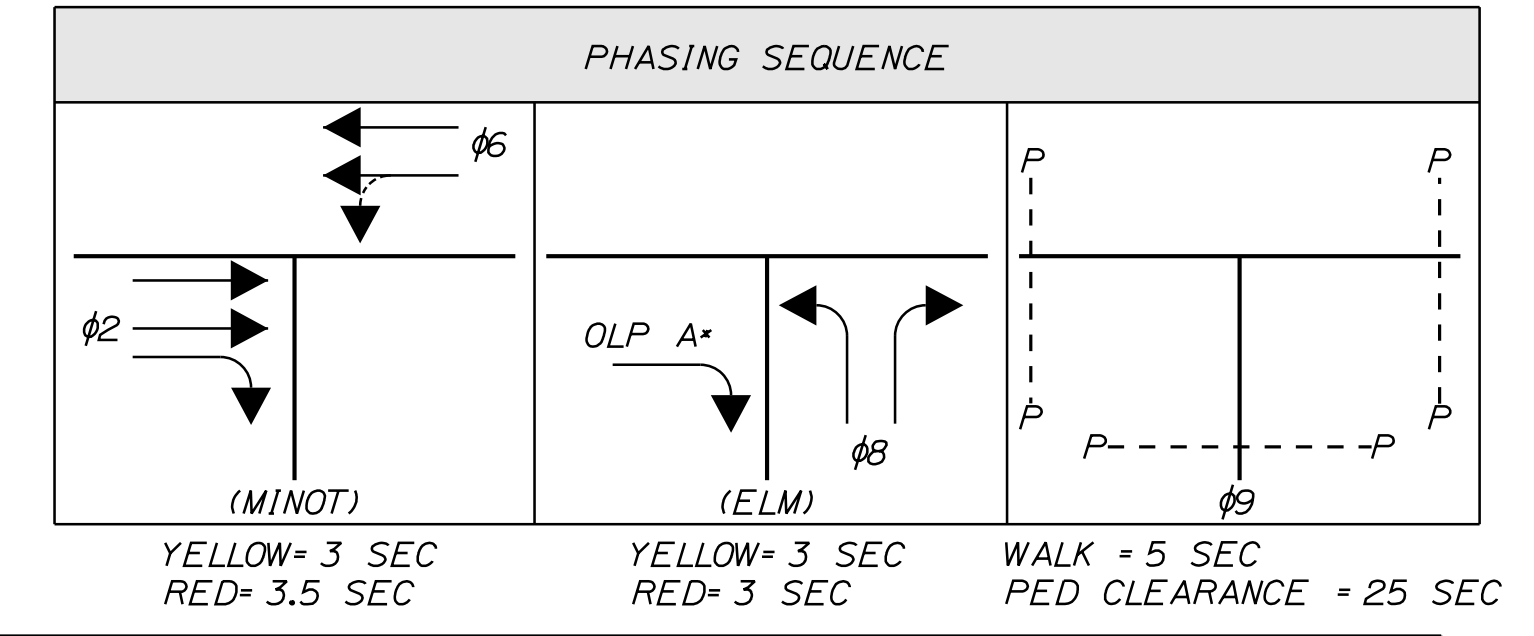 PHASING SEQUENCE
φ6
φ2
(MINOT)
OLP A*
φ8
(ELM)
P P
P P
P P
φ9
YELLOW= 3 SEC
RED= 3.5 SEC
YELLOW= 3 SEC
RED= 3 SEC
WALK = 5 SEC
PED CLEARANCE = 25 SEC